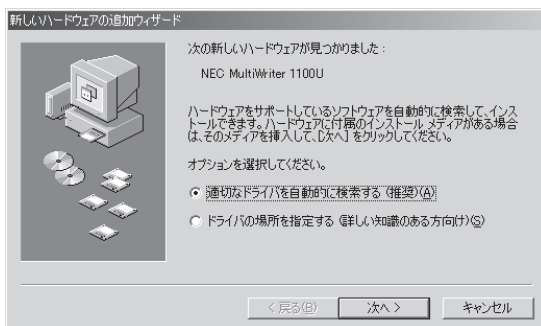 新しいハードウェアの追加ウィザード
次の新しいハードウェアが見つかりました :
NEC MultiWriter 1100U
ハードウェアをサポートしているソフトウェアを自動的に検索して、インス
トールできます。ハードウェアに付属のインストール メディアがある場合
は、そのメディアを挿入して、[次へ] をクリックしてください。
オプションを選択してください。
適切なドライバを自動的に検索する (推奨)(A)
ドライバの場所を指定する (詳しい知識のある方向け)(S)
< 戻る(B)
次へ >
キャンセル